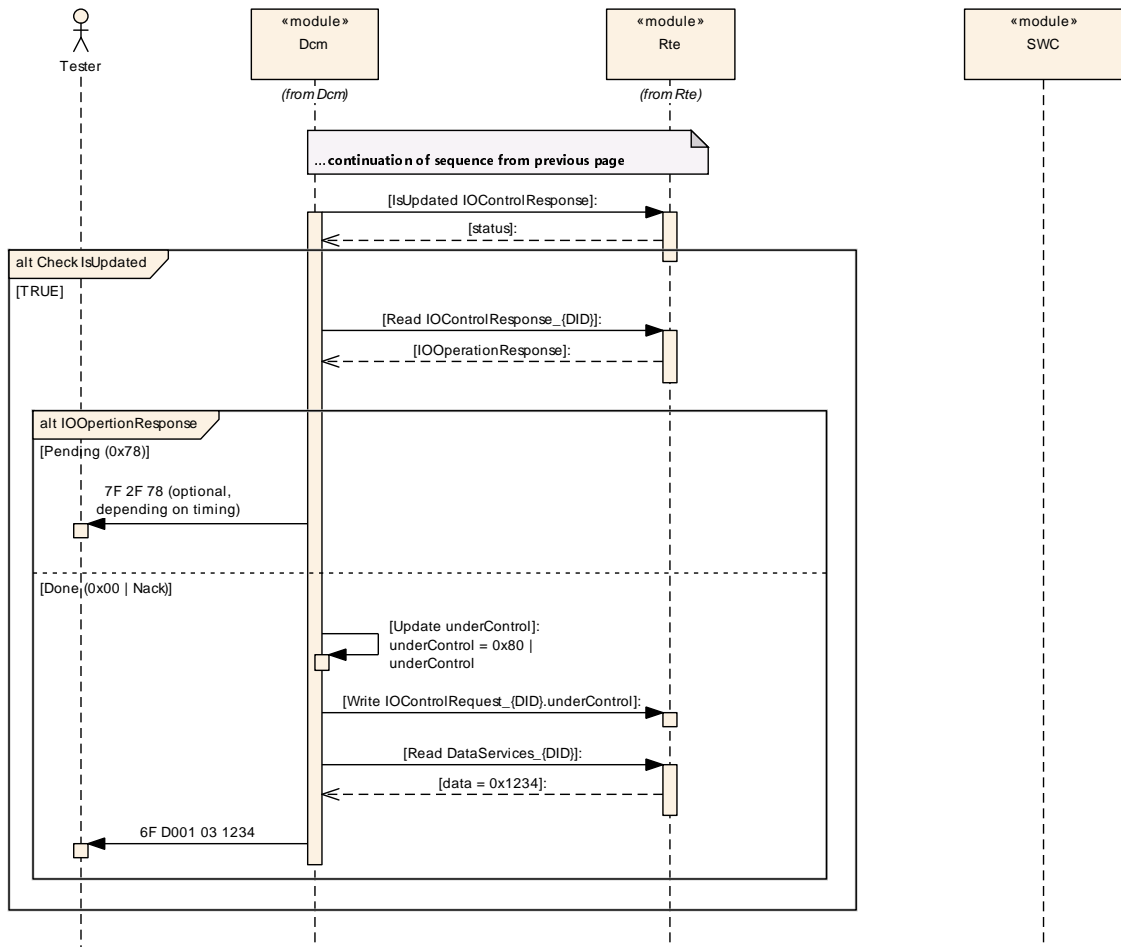 «module»
Dcm
«module»
Rte
«module»
SWC
Tester
(from Dcm)
(from Rte)
...continuation of sequence from previous page
[IsUpdated IOControlResponse]:
[status]:
alt CheckIsUpdated
[TRUE]
[Read IOControlResponse_{DID}]:
[IOOperationResponse]:
alt IOOpertionResponse
[Pending (0x78)]
7F 2F 78 (optional,
depending on timing)
[Done (0x00 | Nack)]
[Update underControl]:
underControl = 0x80 |
underControl
[Write IOControlRequest_{DID}.underControl]:
[Read DataServices_{DID}]:
[data = 0x1234]:
6F D001 03 1234